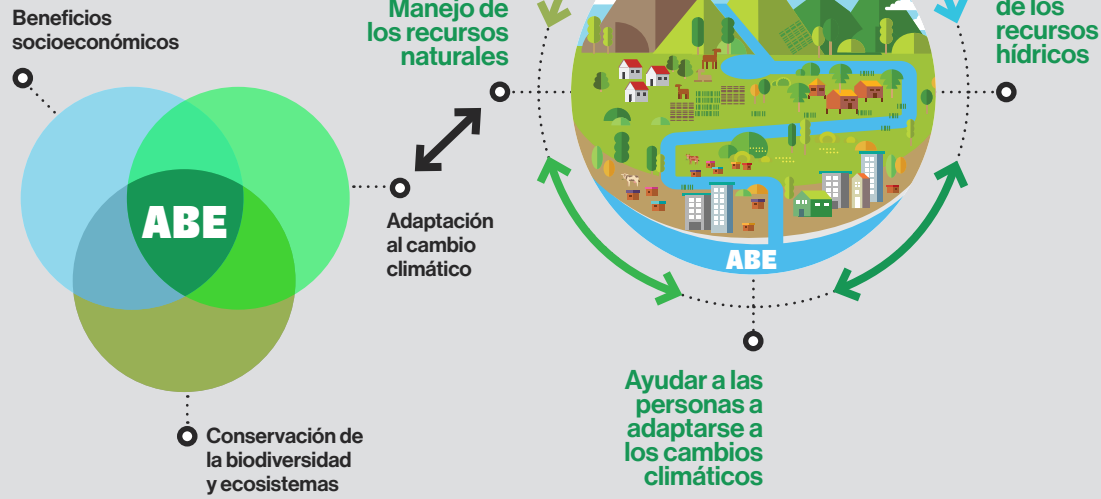 Beneficios
socioeconómicos
ABE
Adaptación
al cambio
climático
Conservación de
la biodiversidad
y ecosistemas
Manejo de
los recursos
naturales
de los
recursos
hídricos
ABE
Ayudar a las
personas a
adaptarse a
los cambios
climáticos